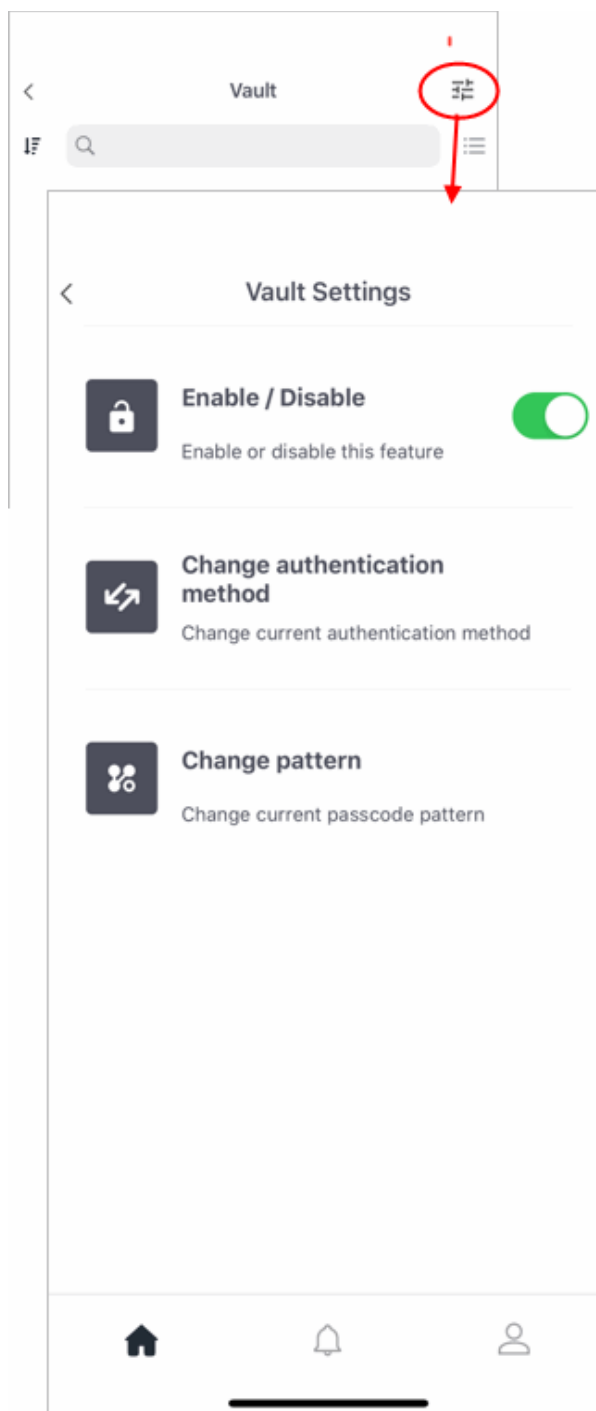 Vault
Vault Settings
Enable / Disable
Enable or disable this feature
Change authentication
method
Change current authentication method
Change pattern
Change current passcode pattern